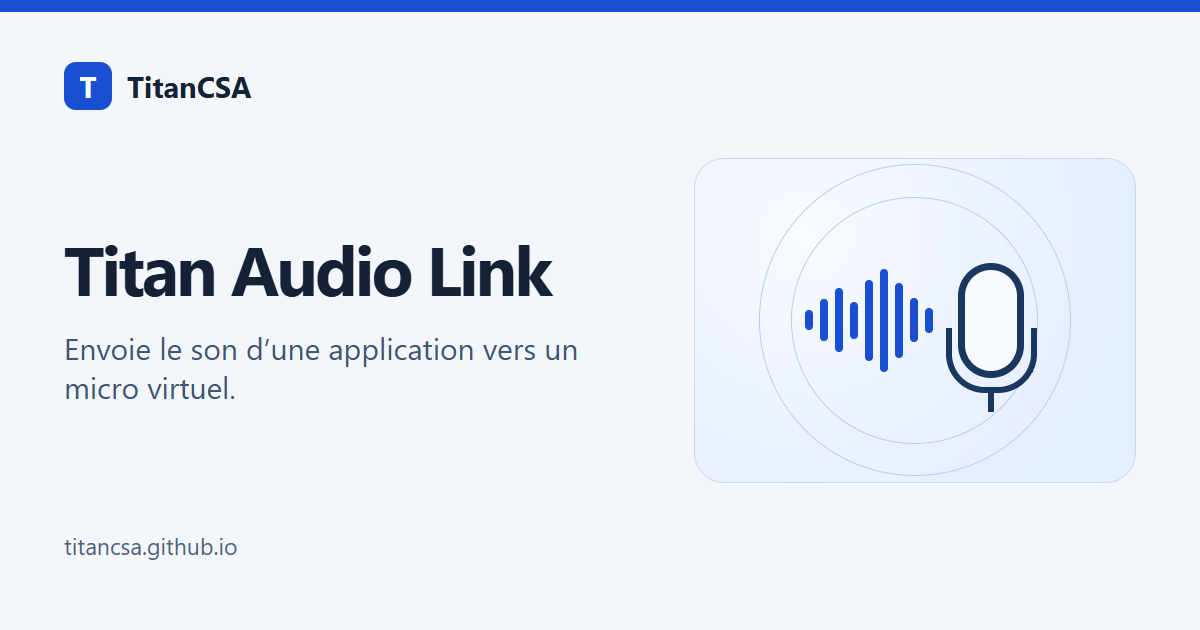 T
TitanCSA
Titan Audio Link
Envoie le son d’une application vers un
micro virtuel.
titancsa.github.io